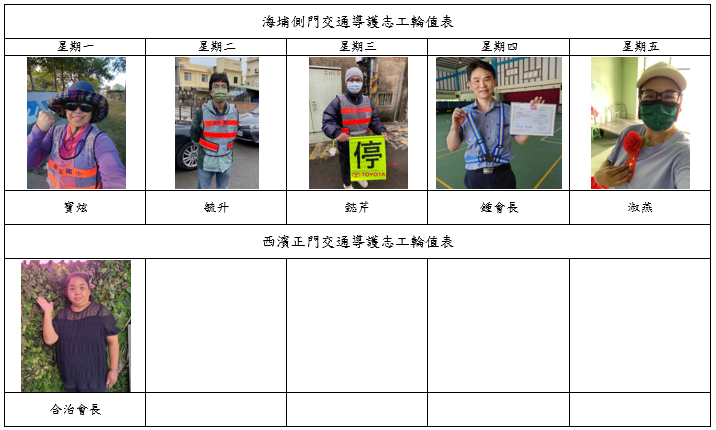 海埔側門交通導護志工輪值表
星期一 星期二 星期三 星期四 星期五
停
TOYOTA
寶炫 毓升 懿芹 鍾會長 淑燕
西濱正門交通導護志工輪值表
合治會長